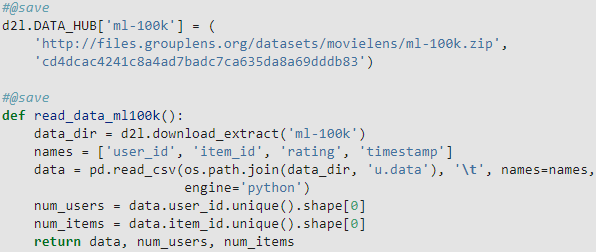 #@save
d2l.DATA_HUB['ml-100k'] = (
    'http://files.grouplens.org/datasets/movielens/ml-100k.zip',
    'cd4dcac4241c8a4ad7badc7ca635da8a69dddb83')

#@save
def read_data_ml100k():
    data_dir = d2l.download_extract('ml-100k')
    names = ['user_id', 'item_id', 'rating', 'timestamp']
    data = pd.read_csv(os.path.join(data_dir, 'u.data'), '\t', names=names,
                       engine='python')
    num_users = data.user_id.unique().shape[0]
    num_items = data.item_id.unique().shape[0]
    return data, num_users, num_items